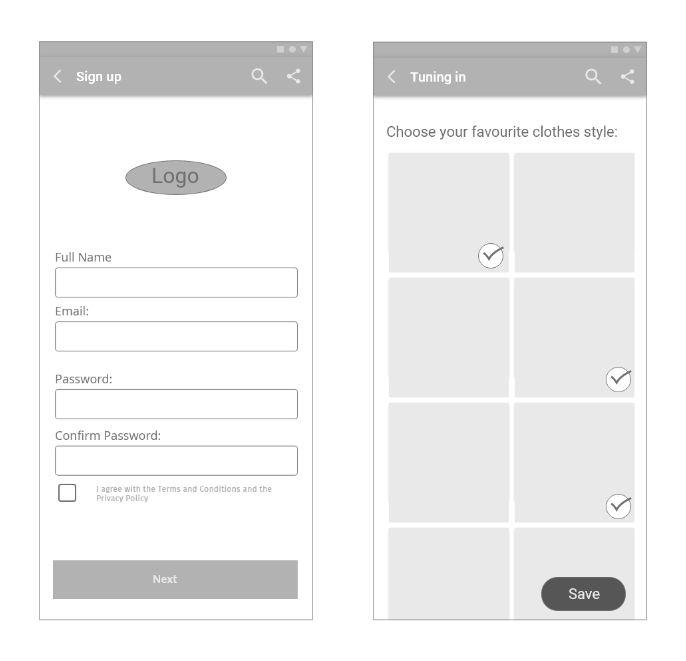 Sign up
Logo
Full Name
Email:
Password:
Confirm Password:
I agree with the Terms and Conditions and the
Privacy Policy
Next
Tuning in
Choose your favourite clothes style:
Save